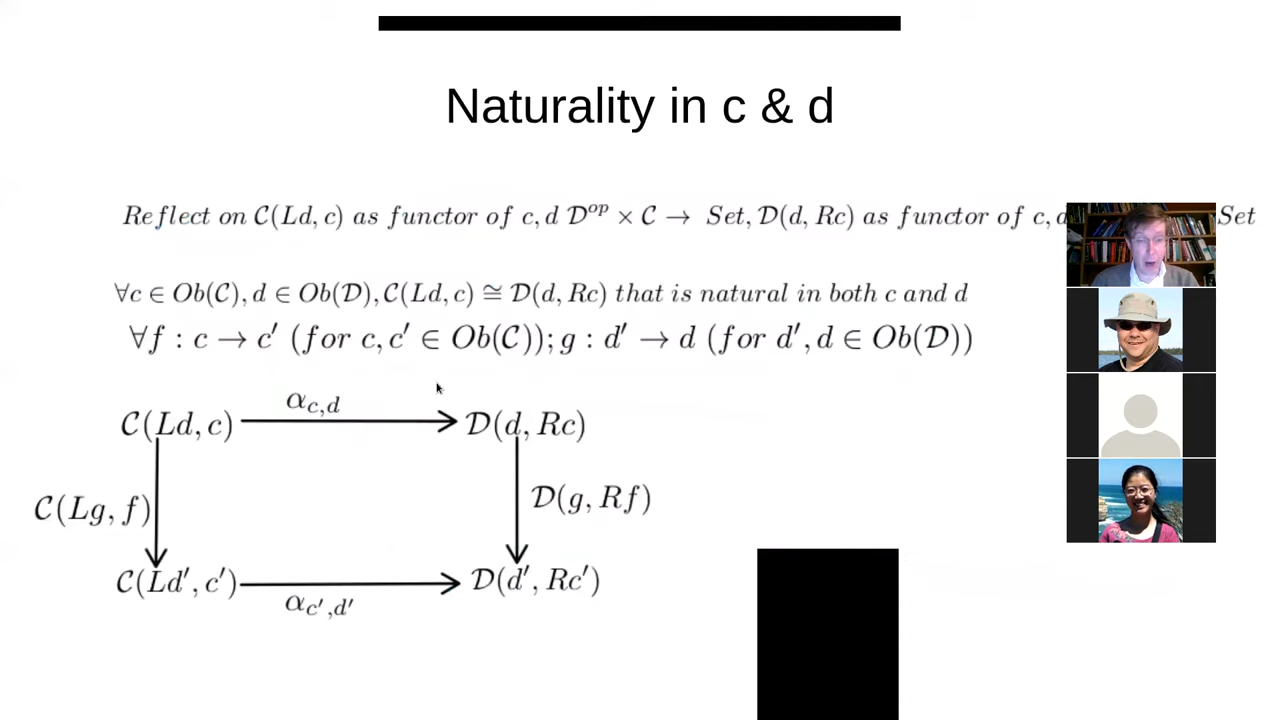 Naturality in c & d
Reflect on 𝒞(Ld, c) as functor of c, d 𝒟^{op} × 𝒞 → Set, 𝒟(d, Rc) as functor of c, Set
∀c ∈ Ob(𝒞), d ∈ Ob(𝒟), 𝒞(Ld, c) ≅ 𝒟(d, Rc) that is natural in both c and d
∀f : c → c′ (for c, c′ ∈ Ob(𝒞)); g : d′ → d (for d′, d ∈ Ob(𝒟))
α_{c,d}
𝒞(Ld, c) 𝒟(d, Rc)
𝒞(Lg, f) 𝒟(g, Rf)
𝒞(Ld′, c′) 𝒟(d′, Rc′)
α_{c′,d′}